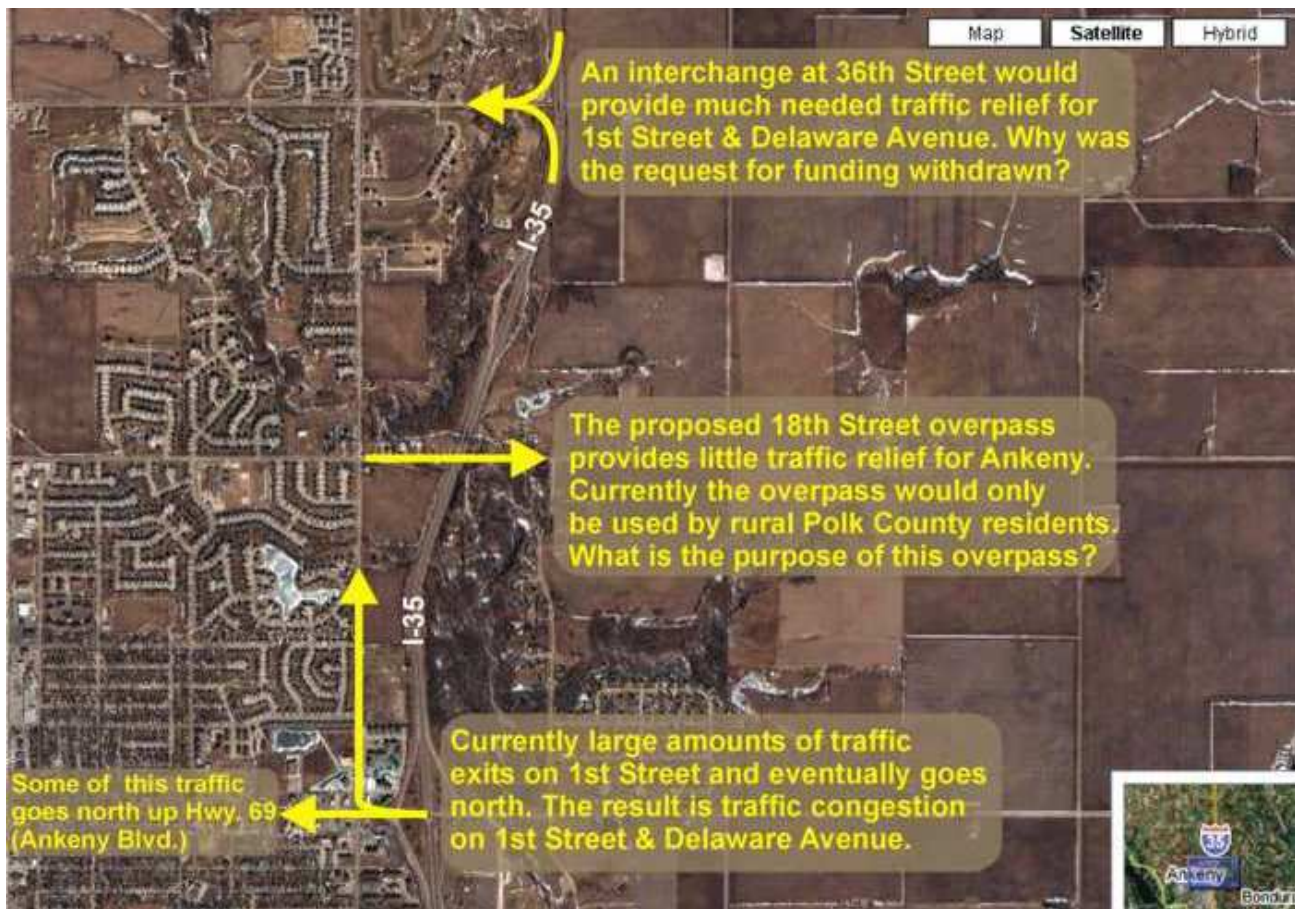 Map
Satellite
Hybrid
An interchange at 36th Street would
provide much needed traffic relief for
1st Street & Delaware Avenue. Why was
the request for funding withdrawn?
I-35
The proposed 18th Street overpass
provides little traffic relief for Ankeny.
Currently the overpass would only
be used by rural Polk County residents.
What is the purpose of this overpass?
I-35
Currently large amounts of traffic
exits on 1st Street and eventually goes
north. The result is traffic congestion
on 1st Street & Delaware Avenue.
Some of this traffic
goes north up Hwy. 69
(Ankeny Blvd.)
35
Ankeny